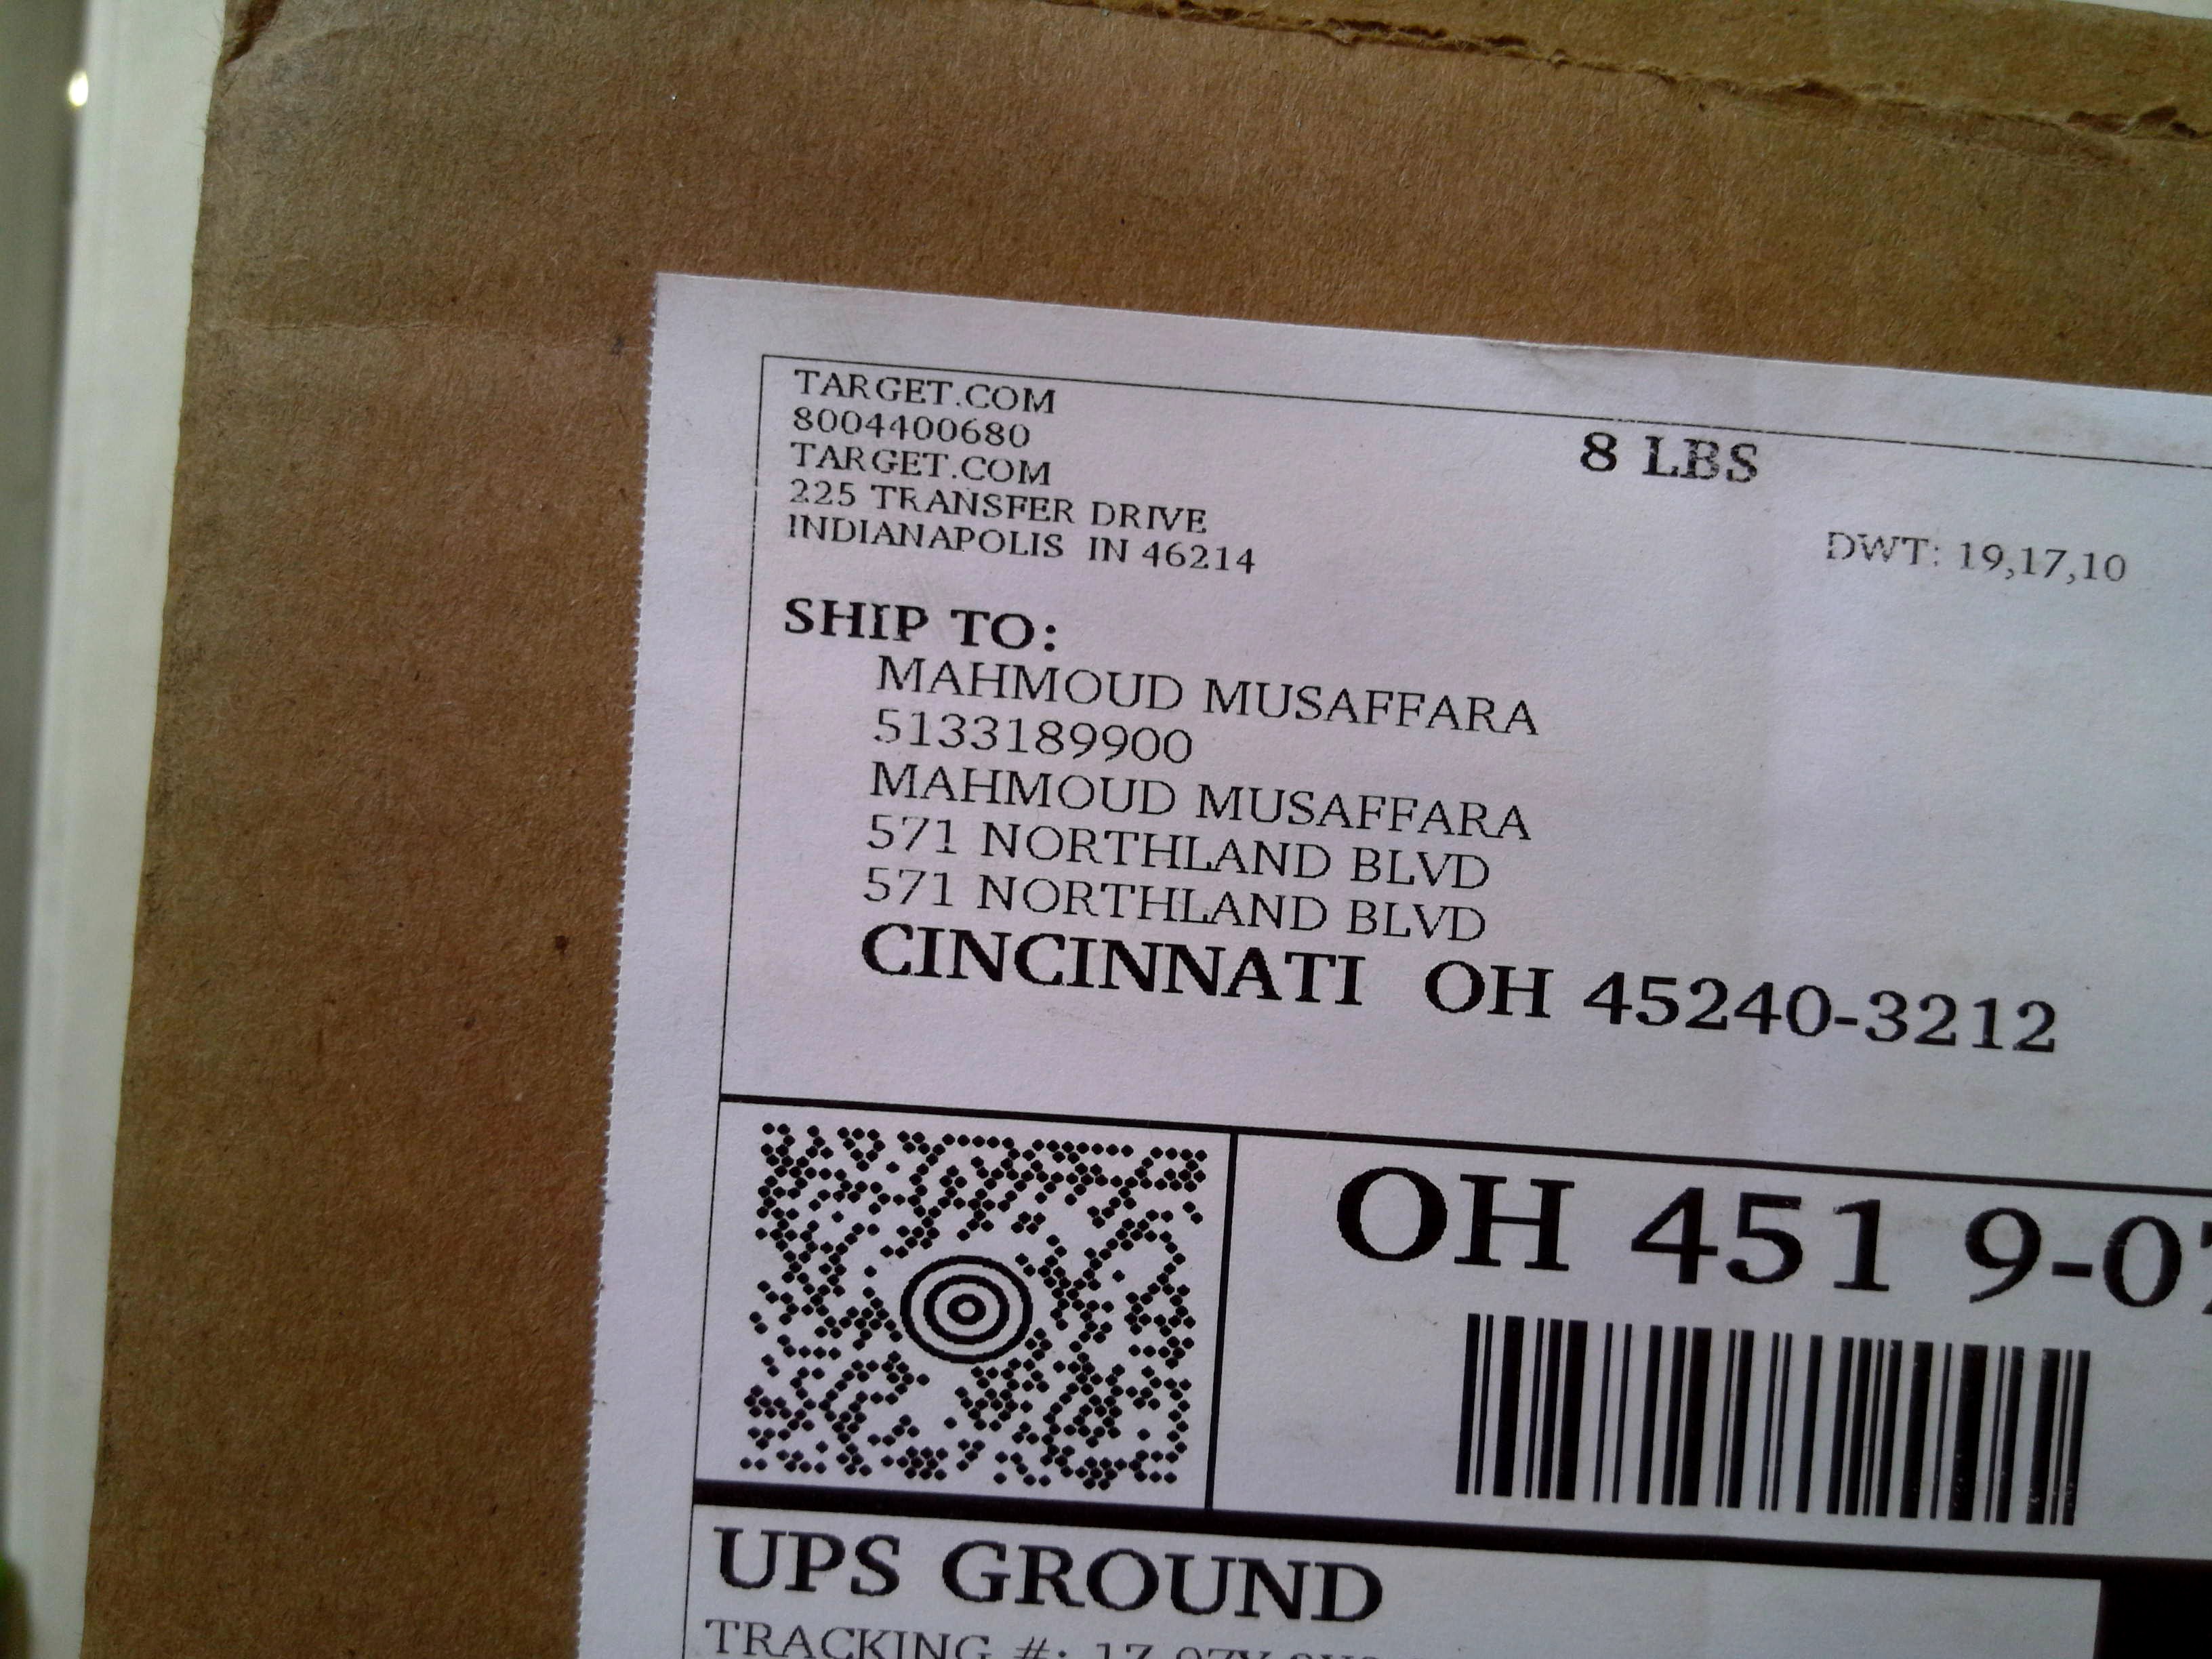 TARGET.COM
8004400680
TARGET.COM
225 TRANSFER DRIVE
INDIANAPOLIS IN 46214
8 LBS
DWT: 19,17,10
SHIP TO:
MAHMOUD MUSAFFARA
5133189900
MAHMOUD MUSAFFARA
571 NORTHLAND BLVD
571 NORTHLAND BLVD
CINCINNATI OH 45240-3212
OH 451 9-0
UPS GROUND
TRACKING #: 1Z